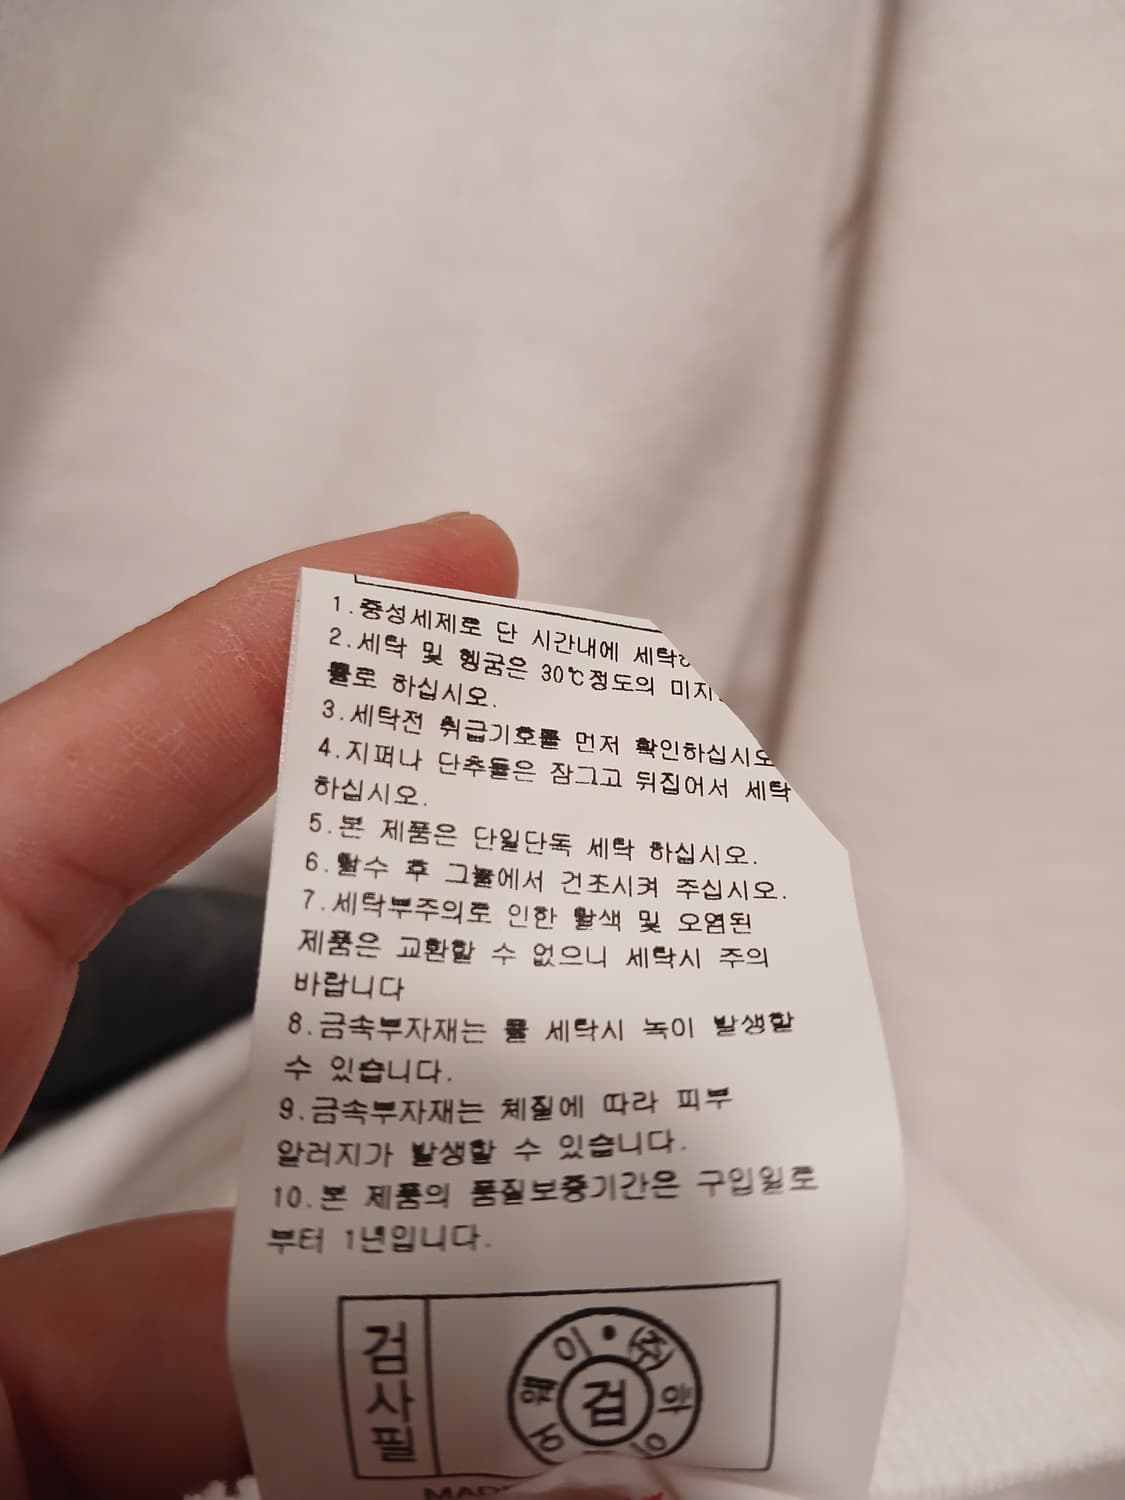 1.중성세제로 단 시간내에
2.세탁 및 헹굼은 30℃정도의
물로 하십시오.
3.세탁전 취급기호를 먼저 확인하십시오
4.지퍼나 단추들은 잠그고 뒤집어서 세탁
하십시오.
5.본 제품은 단일단독 세탁 하십시오.
6.탈수 후 그늘에서 건조시켜 주십시오.
7.세탁부주의로 인한 탈색 및 오염된
제품은 교환할 수 없으니 세탁시 주의
바랍니다
8.금속부자재는 물 세탁시 녹이 발생할
수 있습니다.
9.금속부자재는 체질에 따라 피부
알러지가 발생할 수 있습니다.
10.본 제품의 품질보증기간은 구입일로
부터 1년입니다.
검사필
검